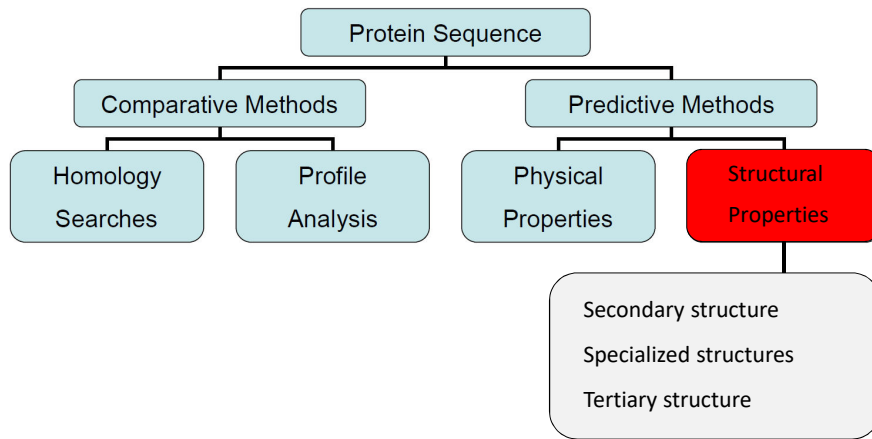 Protein Sequence
Comparative Methods
Predictive Methods
Homology
Searches
Profile
Analysis
Physical
Properties
Structural
Properties
Secondary structure
Specialized structures
Tertiary structure